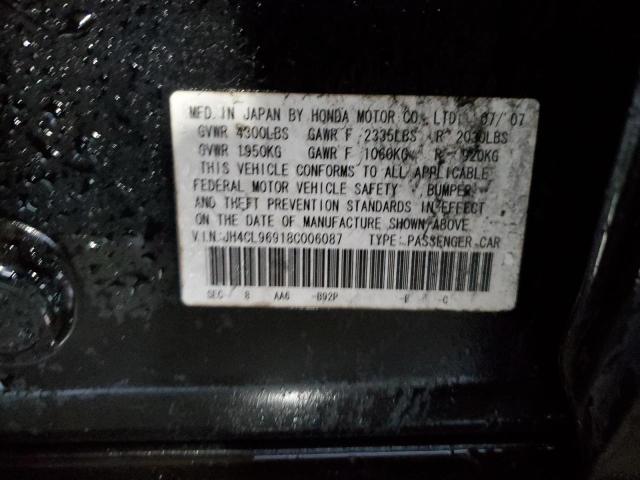 MFD. IN JAPAN BY HONDA MOTOR CO., LTD. 07/'07
GVWR 4300LBS GAWR F 2335LBS R 2030LBS
GVWR 1950KG GAWR F 1060KG R 920KG
THIS VEHICLE CONFORMS TO ALL APPLICABLE
FEDERAL MOTOR VEHICLE SAFETY, BUMPER,
AND THEFT PREVENTION STANDARDS IN EFFECT
ON THE DATE OF MANUFACTURE SHOWN ABOVE.
V.I.N.:JH4CL96918C006087 TYPE: PASSENGER CAR
SEC 8 AA6 -B92P -C